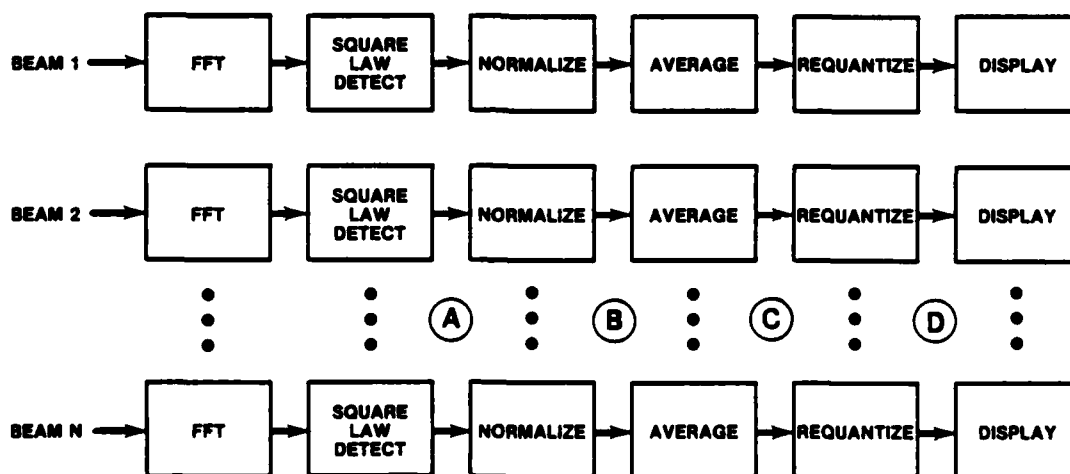 BEAM 1
FFT
SQUARE
LAW
DETECT
NORMALIZE
AVERAGE
REQUANTIZE
DISPLAY
BEAM 2
FFT
SQUARE
LAW
DETECT
NORMALIZE
AVERAGE
REQUANTIZE
DISPLAY
A
B
C
D
BEAM N
FFT
SQUARE
LAW
DETECT
NORMALIZE
AVERAGE
REQUANTIZE
DISPLAY